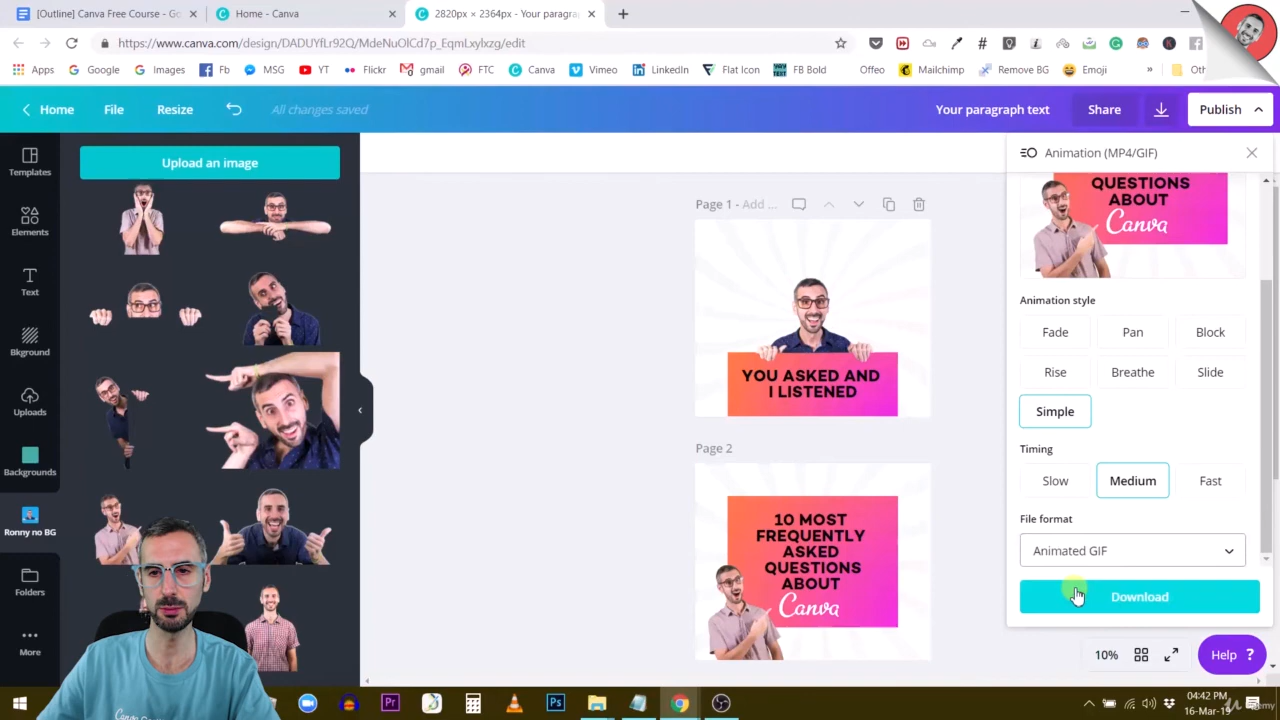 [Outline] Canva Free Course - Go
Home - Canva
2820px × 2364px - Your paragra
https://www.canva.com/design/DADUYfLr92Q/MdeNuOlCd7p_EqmLxylxzg/edit
Apps
Google
Images
Fb
MSG
YT
Flickr
gmail
FTC
Canva
Vimeo
LinkedIn
Flat Icon
FB Bold
Offeo
Mailchimp
Remove BG
Emoji
»
Home
File
Resize
All changes saved
Your paragraph text
Share
Publish
Templates
Elements
Text
Bkground
Uploads
Backgrounds
Ronny no BG
Folders
More
Upload an image
Page 1 - Add ...
YOU ASKED AND
I LISTENED
Page 2
10 MOST
FREQUENTLY
ASKED
QUESTIONS
ABOUT
Canva
Animation (MP4/GIF)
QUESTIONS
ABOUT
Canva
Animation style
Fade
Pan
Block
Rise
Breathe
Slide
Simple
Timing
Slow
Medium
Fast
File format
Animated GIF
Download
10%
Help ?
04:42 PM
16-Mar-19